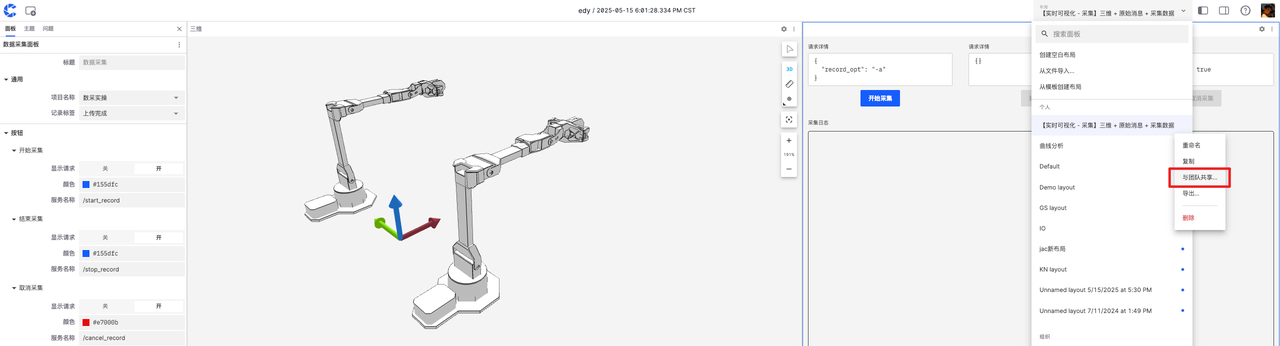 edy / 2025-05-15 6:01:28.334 PM CST
布局
【实时可视化 - 采集】三维 + 原始消息 + 采集数据
面板
主题
问题
数据采集面板
标题
数据采集
通用
项目名称
数采实操
记录标签
上传完成
按钮
开始采集
显示请求
关
开
颜色
#155dfc
服务名称
/start_record
结束采集
显示请求
关
开
颜色
#155dfc
服务名称
/stop_record
取消采集
显示请求
关
开
颜色
#e7000b
服务名称
/cancel_record
三维
3D
101%
请求详情
{
"record_opt": "-a"
}
开始采集
请求详情
{}
true
取消采集
采集日志
搜索面板
创建空白布局
从文件导入...
从模板创建布局
个人
【实时可视化 - 采集】三维 + 原始消息 + 采集数据
曲线分析
Default
Demo layout
GS layout
IO
jac新布局
KN layout
Unnamed layout 5/15/2025 at 5:30 PM
Unnamed layout 7/11/2024 at 1:49 PM
组织
重命名
复制
与团队共享...
导出...
删除